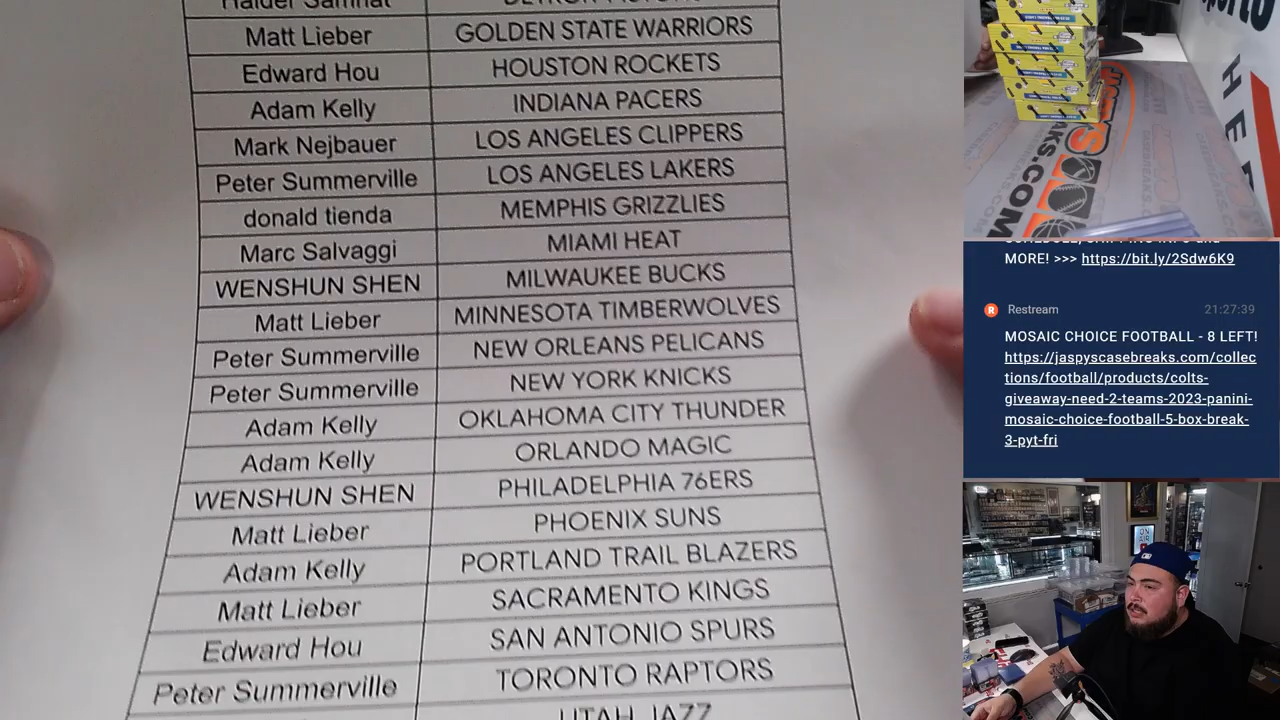 Matt Lieber GOLDEN STATE WARRIORS
Edward Hou HOUSTON ROCKETS
Adam Kelly INDIANA PACERS
Mark Nejbauer LOS ANGELES CLIPPERS
Peter Summerville LOS ANGELES LAKERS
donald tienda MEMPHIS GRIZZLIES
Marc Salvaggi MIAMI HEAT
WENSHUN SHEN MILWAUKEE BUCKS
Matt Lieber MINNESOTA TIMBERWOLVES
Peter Summerville NEW ORLEANS PELICANS
Peter Summerville NEW YORK KNICKS
Adam Kelly OKLAHOMA CITY THUNDER
Adam Kelly ORLANDO MAGIC
WENSHUN SHEN PHILADELPHIA 76ERS
Matt Lieber PHOENIX SUNS
Adam Kelly PORTLAND TRAIL BLAZERS
Matt Lieber SACRAMENTO KINGS
Edward Hou SAN ANTONIO SPURS
Peter Summerville TORONTO RAPTORS
UTAH JAZZ
HER
MORE! >>> https://bit.ly/2Sdw6K9
R Restream 21:27:39
MOSAIC CHOICE FOOTBALL - 8 LEFT!
https://jaspyscasebreaks.com/collec
tions/football/products/colts-
giveaway-need-2-teams-2023-panini-
mosaic-choice-football-5-box-break-
3-pyt-fri
ON
AIR